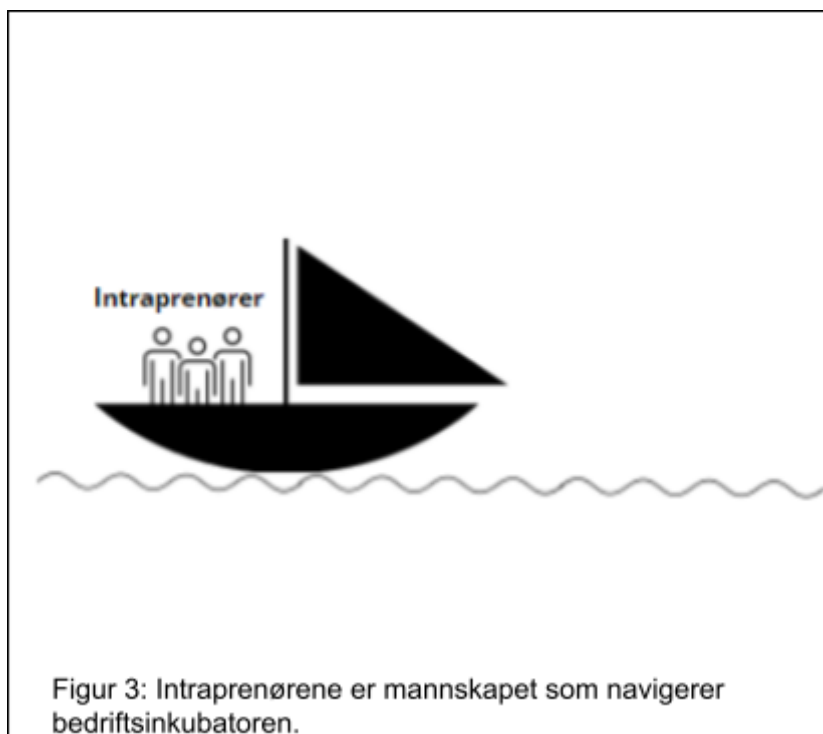 Intraprenører
Figur 3: Intraprenørene er mannskapet som navigerer
bedriftsinkubatoren.